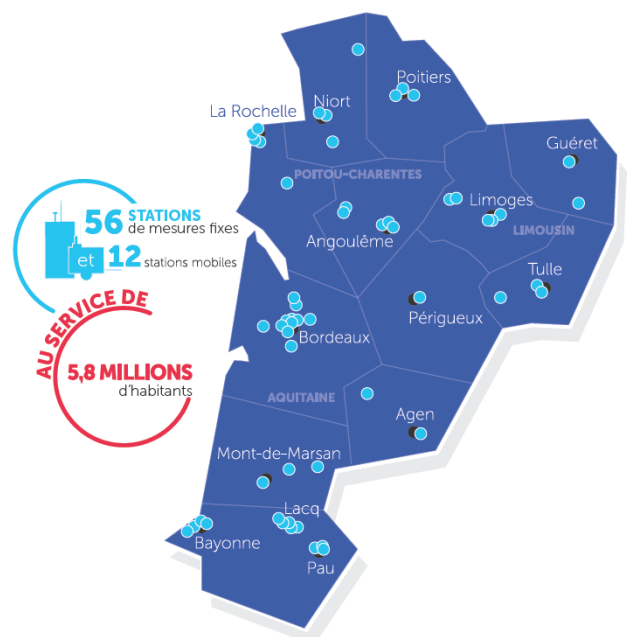 Poitiers
La Rochelle
Niort
Guéret
POITOU-CHARENTES
Limoges
56 STATIONS
de mesures fixes
LIMOUSIN
Angoulême
et 12 stations mobiles
Tulle
AU SERVICE DE
Périgueux
Bordeaux
5,8 MILLIONS
d'habitants
AQUITAINE
Agen
Mont-de-Marsan
Lacq
Bayonne
Pau